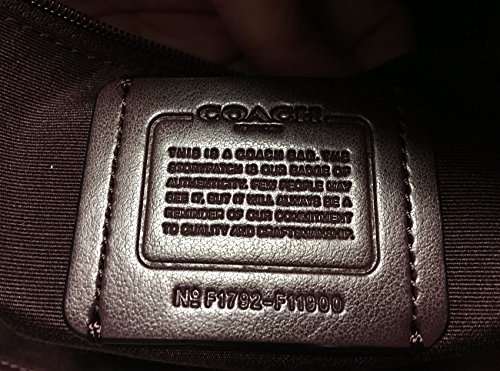 COACH
THIS IS A COACH BAG. THIS
STORYPATCH IS OUR BADGE OF
AUTHENTICITY. FEW PEOPLE MAY
SEE IT, BUT IT WILL ALWAYS BE A
REMINDER OF OUR COMMITMENT
TO QUALITY AND CRAFTSMANSHIP.
Nº F1792-F11900